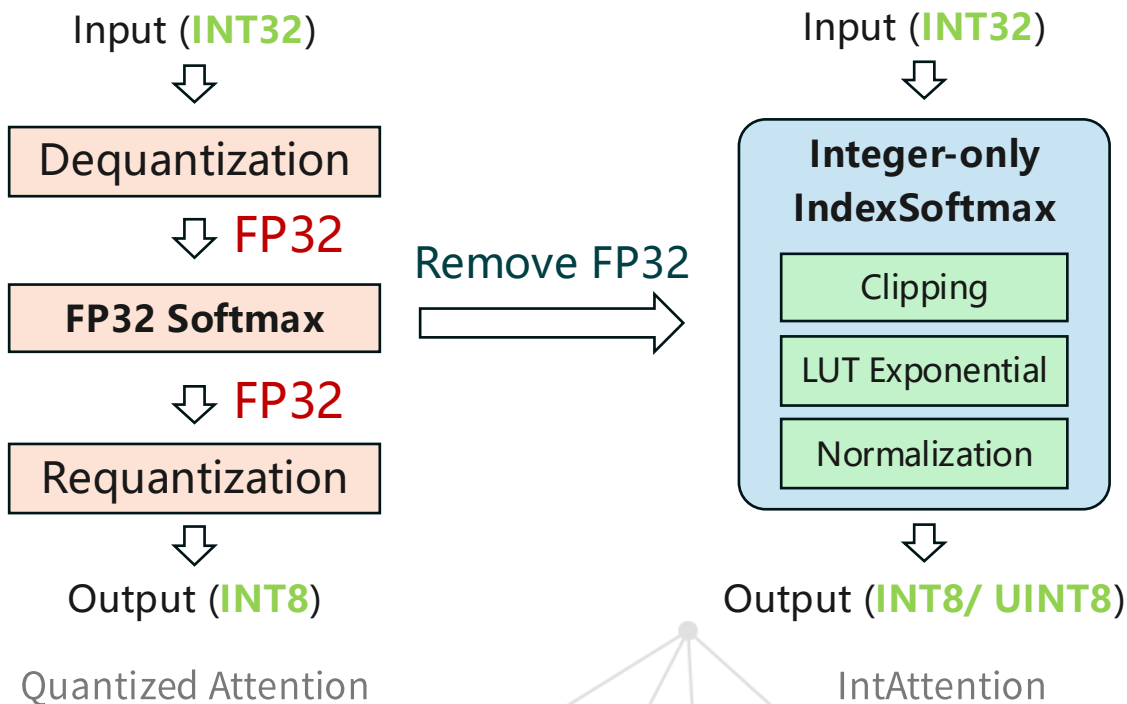 Input (INT32)
Dequantization
FP32
FP32 Softmax
FP32
Requantization
Output (INT8)
Quantized Attention
Remove FP32
Input (INT32)
Integer-only
IndexSoftmax
Clipping
LUT Exponential
Normalization
Output (INT8/ UINT8)
IntAttention